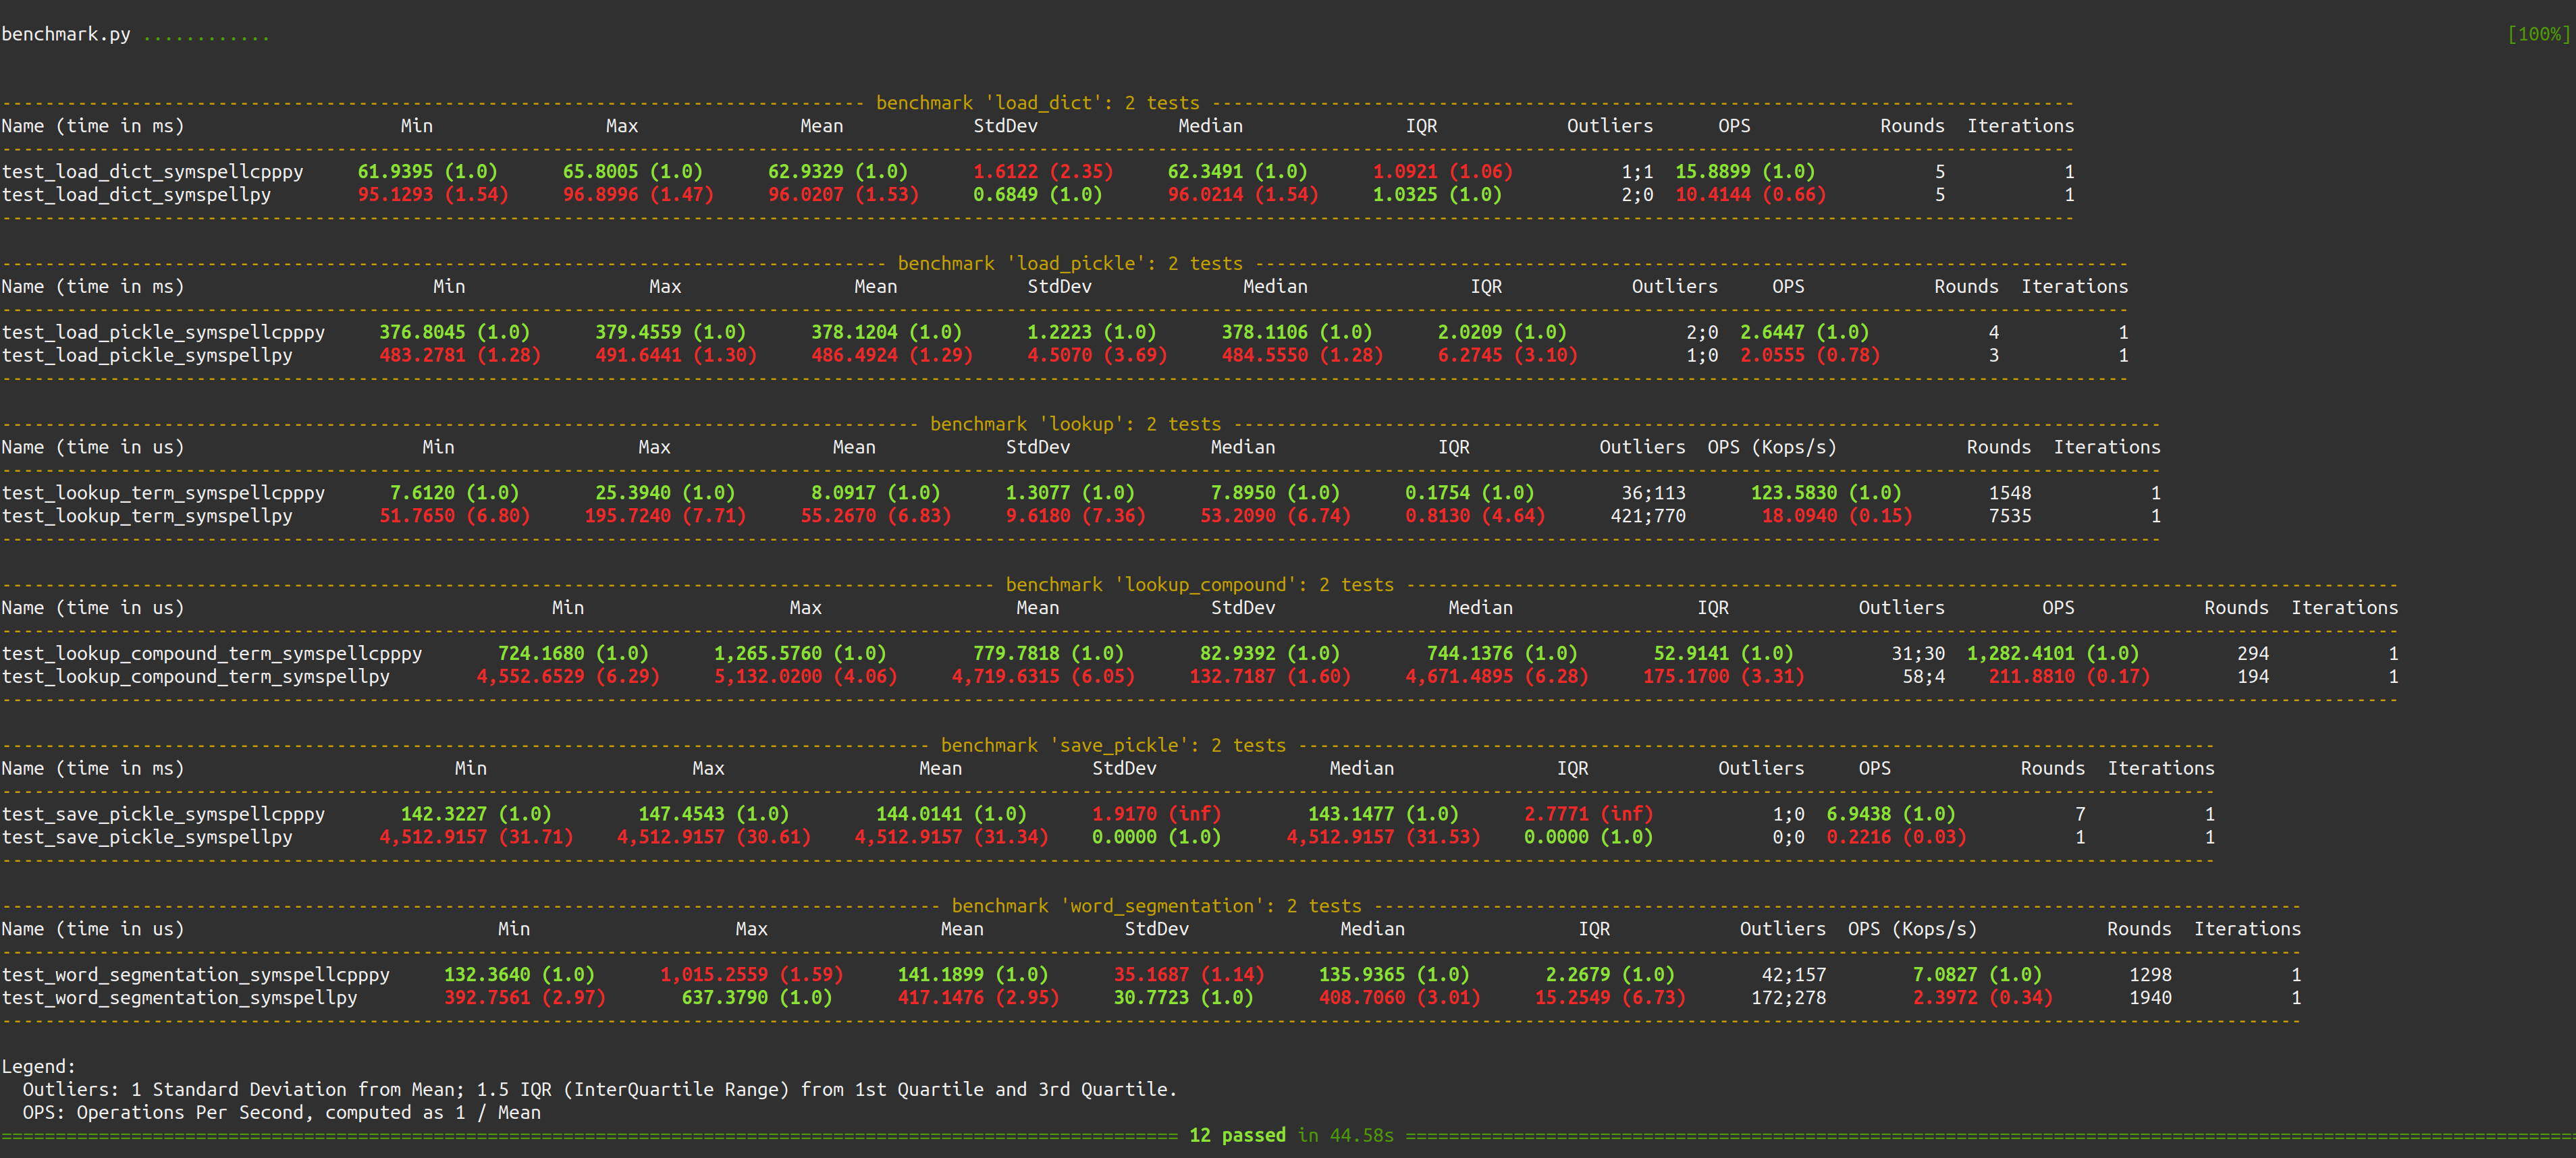 benchmark.py ............ [100%]
benchmark 'load_dict': 2 tests
Name (time in ms) Min Max Mean StdDev Median IQR Outliers OPS Rounds Iterations
test_load_dict_symspellcpppy 61.9395 (1.0) 65.8005 (1.0) 62.9329 (1.0) 1.6122 (2.35) 62.3491 (1.0) 1.0921 (1.06) 1;1 15.8899 (1.0) 5 1
test_load_dict_symspellpy 95.1293 (1.54) 96.8996 (1.47) 96.0207 (1.53) 0.6849 (1.0) 96.0214 (1.54) 1.0325 (1.0) 2;0 10.4144 (0.66) 5 1
benchmark 'load_pickle': 2 tests
Name (time in ms) Min Max Mean StdDev Median IQR Outliers OPS Rounds Iterations
test_load_pickle_symspellcpppy 376.8045 (1.0) 379.4559 (1.0) 378.1204 (1.0) 1.2223 (1.0) 378.1106 (1.0) 2.0209 (1.0) 2;0 2.6447 (1.0) 4 1
test_load_pickle_symspellpy 483.2781 (1.28) 491.6441 (1.30) 486.4924 (1.29) 4.5070 (3.69) 484.5550 (1.28) 6.2745 (3.10) 1;0 2.0555 (0.78) 3 1
benchmark 'lookup': 2 tests
Name (time in us) Min Max Mean StdDev Median IQR Outliers OPS (Kops/s) Rounds Iterations
test_lookup_term_symspellcpppy 7.6120 (1.0) 25.3940 (1.0) 8.0917 (1.0) 1.3077 (1.0) 7.8950 (1.0) 0.1754 (1.0) 36;113 123.5830 (1.0) 1548 1
test_lookup_term_symspellpy 51.7650 (6.80) 195.7240 (7.71) 55.2670 (6.83) 9.6180 (7.36) 53.2090 (6.74) 0.8130 (4.64) 421;770 18.0940 (0.15) 7535 1
benchmark 'lookup_compound': 2 tests
Name (time in us) Min Max Mean StdDev Median IQR Outliers OPS Rounds Iterations
test_lookup_compound_term_symspellcpppy 724.1680 (1.0) 1,265.5760 (1.0) 779.7818 (1.0) 82.9392 (1.0) 744.1376 (1.0) 52.9141 (1.0) 31;30 1,282.4101 (1.0) 294 1
test_lookup_compound_term_symspellpy 4,552.6529 (6.29) 5,132.0200 (4.06) 4,719.6315 (6.05) 132.7187 (1.60) 4,671.4895 (6.28) 175.1700 (3.31) 58;4 211.8810 (0.17) 194 1
benchmark 'save_pickle': 2 tests
Name (time in ms) Min Max Mean StdDev Median IQR Outliers OPS Rounds Iterations
test_save_pickle_symspellcpppy 142.3227 (1.0) 147.4543 (1.0) 144.0141 (1.0) 1.9170 (inf) 143.1477 (1.0) 2.7771 (inf) 1;0 6.9438 (1.0) 7 1
test_save_pickle_symspellpy 4,512.9157 (31.71) 4,512.9157 (30.61) 4,512.9157 (31.34) 0.0000 (1.0) 4,512.9157 (31.53) 0.0000 (1.0) 0;0 0.2216 (0.03) 1 1
benchmark 'word_segmentation': 2 tests
Name (time in us) Min Max Mean StdDev Median IQR Outliers OPS (Kops/s) Rounds Iterations
test_word_segmentation_symspellcpppy 132.3640 (1.0) 1,015.2559 (1.59) 141.1899 (1.0) 35.1687 (1.14) 135.9365 (1.0) 2.2679 (1.0) 42;157 7.0827 (1.0) 1298 1
test_word_segmentation_symspellpy 392.7561 (2.97) 637.3790 (1.0) 417.1476 (2.95) 30.7723 (1.0) 408.7060 (3.01) 15.2549 (6.73) 172;278 2.3972 (0.34) 1940 1
Legend:
Outliers: 1 Standard Deviation from Mean; 1.5 IQR (InterQuartile Range) from 1st Quartile and 3rd Quartile.
OPS: Operations Per Second, computed as 1 / Mean
12 passed in 44.58s